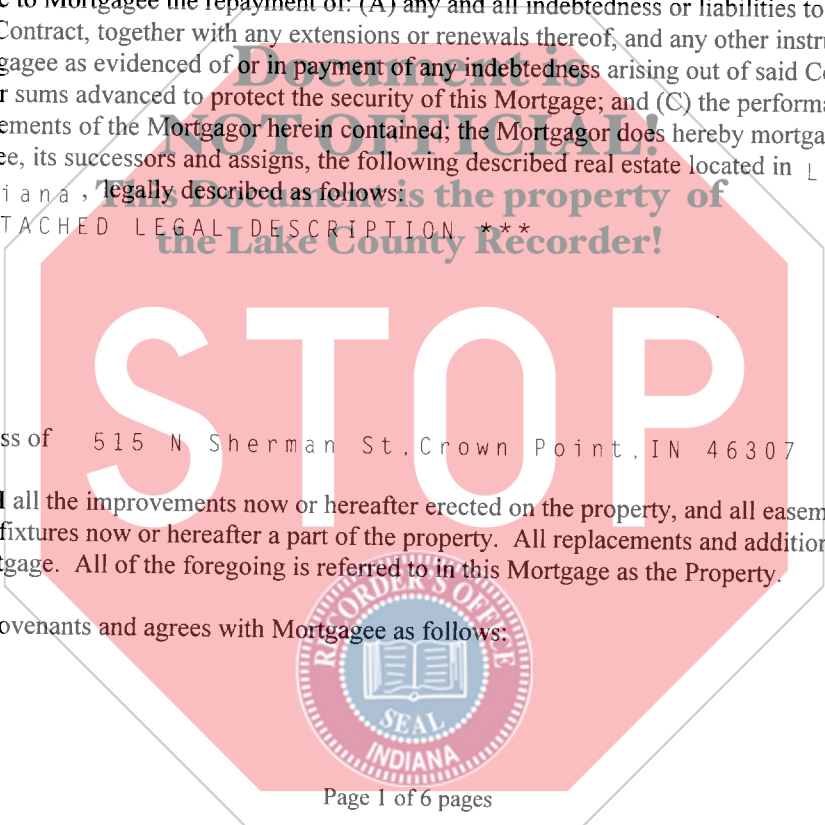 to Mortgagee the repayment of: (A) any and all indebtedness or liabilities to
Contract, together with any extensions or renewals thereof, and any other instru
gagee as evidenced of or in payment of any indebtedness arising out of said Co
Document is
r sums advanced to protect the security of this Mortgage; and (C) the performa
ements of the Mortgagor herein contained; the Mortgagor does hereby mortga
NOT OFFICIAL!
ee, its successors and assigns, the following described real estate located in L
iana, legally described as follows:
This Document is the property of
TACHED LEGAL DESCRIPTION ***
the Lake County Recorder!
STOP
ss of 515 N Sherman St,Crown Point,IN 46307
all the improvements now or hereafter erected on the property, and all easem
fixtures now or hereafter a part of the property. All replacements and addition
tgage. All of the foregoing is referred to in this Mortgage as the Property.
RECORDER'S OFFICE
ovenants and agrees with Mortgagee as follows:
SEAL
INDIANA
Page 1 of 6 pages